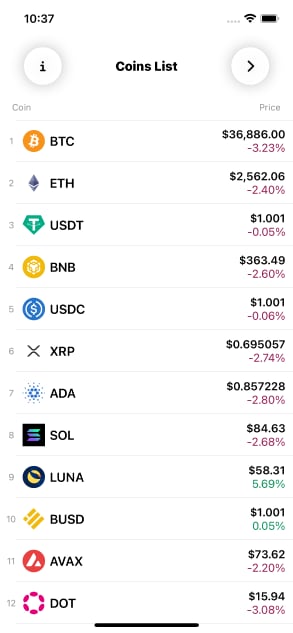 10:37
i
Coins List
Coin Price
1 BTC $36,886.00
-3.23%
2 ETH $2,562.06
-2.40%
3 USDT $1.001
-0.05%
4 BNB $363.49
-2.60%
5 USDC $1.001
-0.06%
6 XRP $0.695057
-2.74%
7 ADA $0.857228
-2.80%
8 SOL $84.63
-2.68%
9 LUNA $58.31
5.69%
10 BUSD $1.001
0.05%
11 AVAX $73.62
-2.20%
12 DOT $15.94
-3.08%